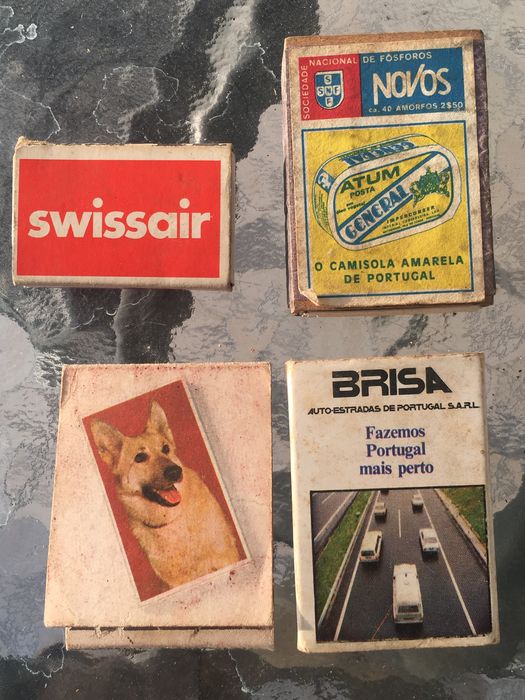 swissair
SOCIEDADE NACIONAL DE FÓSFOROS
S
SNF
F
NOVOS
ca. 40 AMORFOS 2$50
ATUM
POSTA
GENERAL
O CAMISOLA AMARELA
DE PORTUGAL
BRISA
AUTO-ESTRADAS DE PORTUGAL S.A.R.L.
Fazemos
Portugal
mais perto